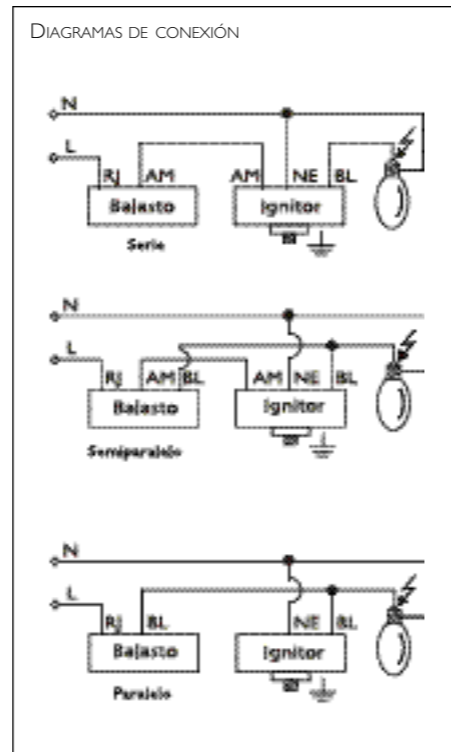 DIAGRAMAS DE CONEXIÓN
N
L
RJ AM AM NE BL
Balasto Ignitor
Serie
N
L
RJ AM BL AM NE BL
Balasto Ignitor
Semiparalelo
N
L
RJ BL NE BL
Balasto Ignitor
Paralelo